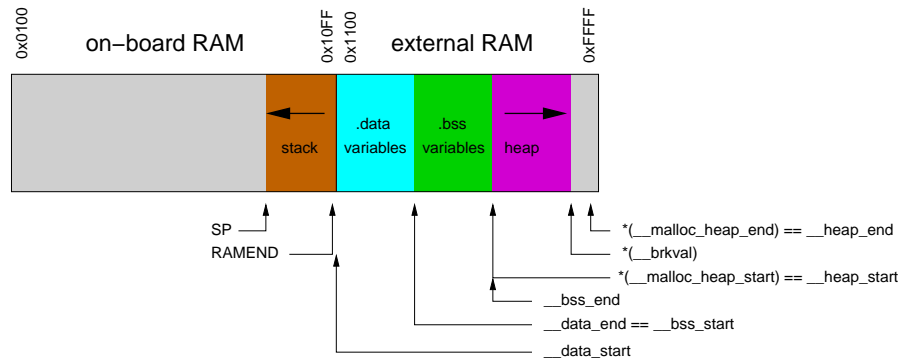 0x0100
on−board RAM
0x10FF
0x1100
external RAM
0xFFFF
stack
.data
variables
.bss
variables
heap
SP
RAMEND
*(__malloc_heap_end) == __heap_end
*(__brkval)
*(__malloc_heap_start) == __heap_start
__bss_end
__data_end == __bss_start
__data_start